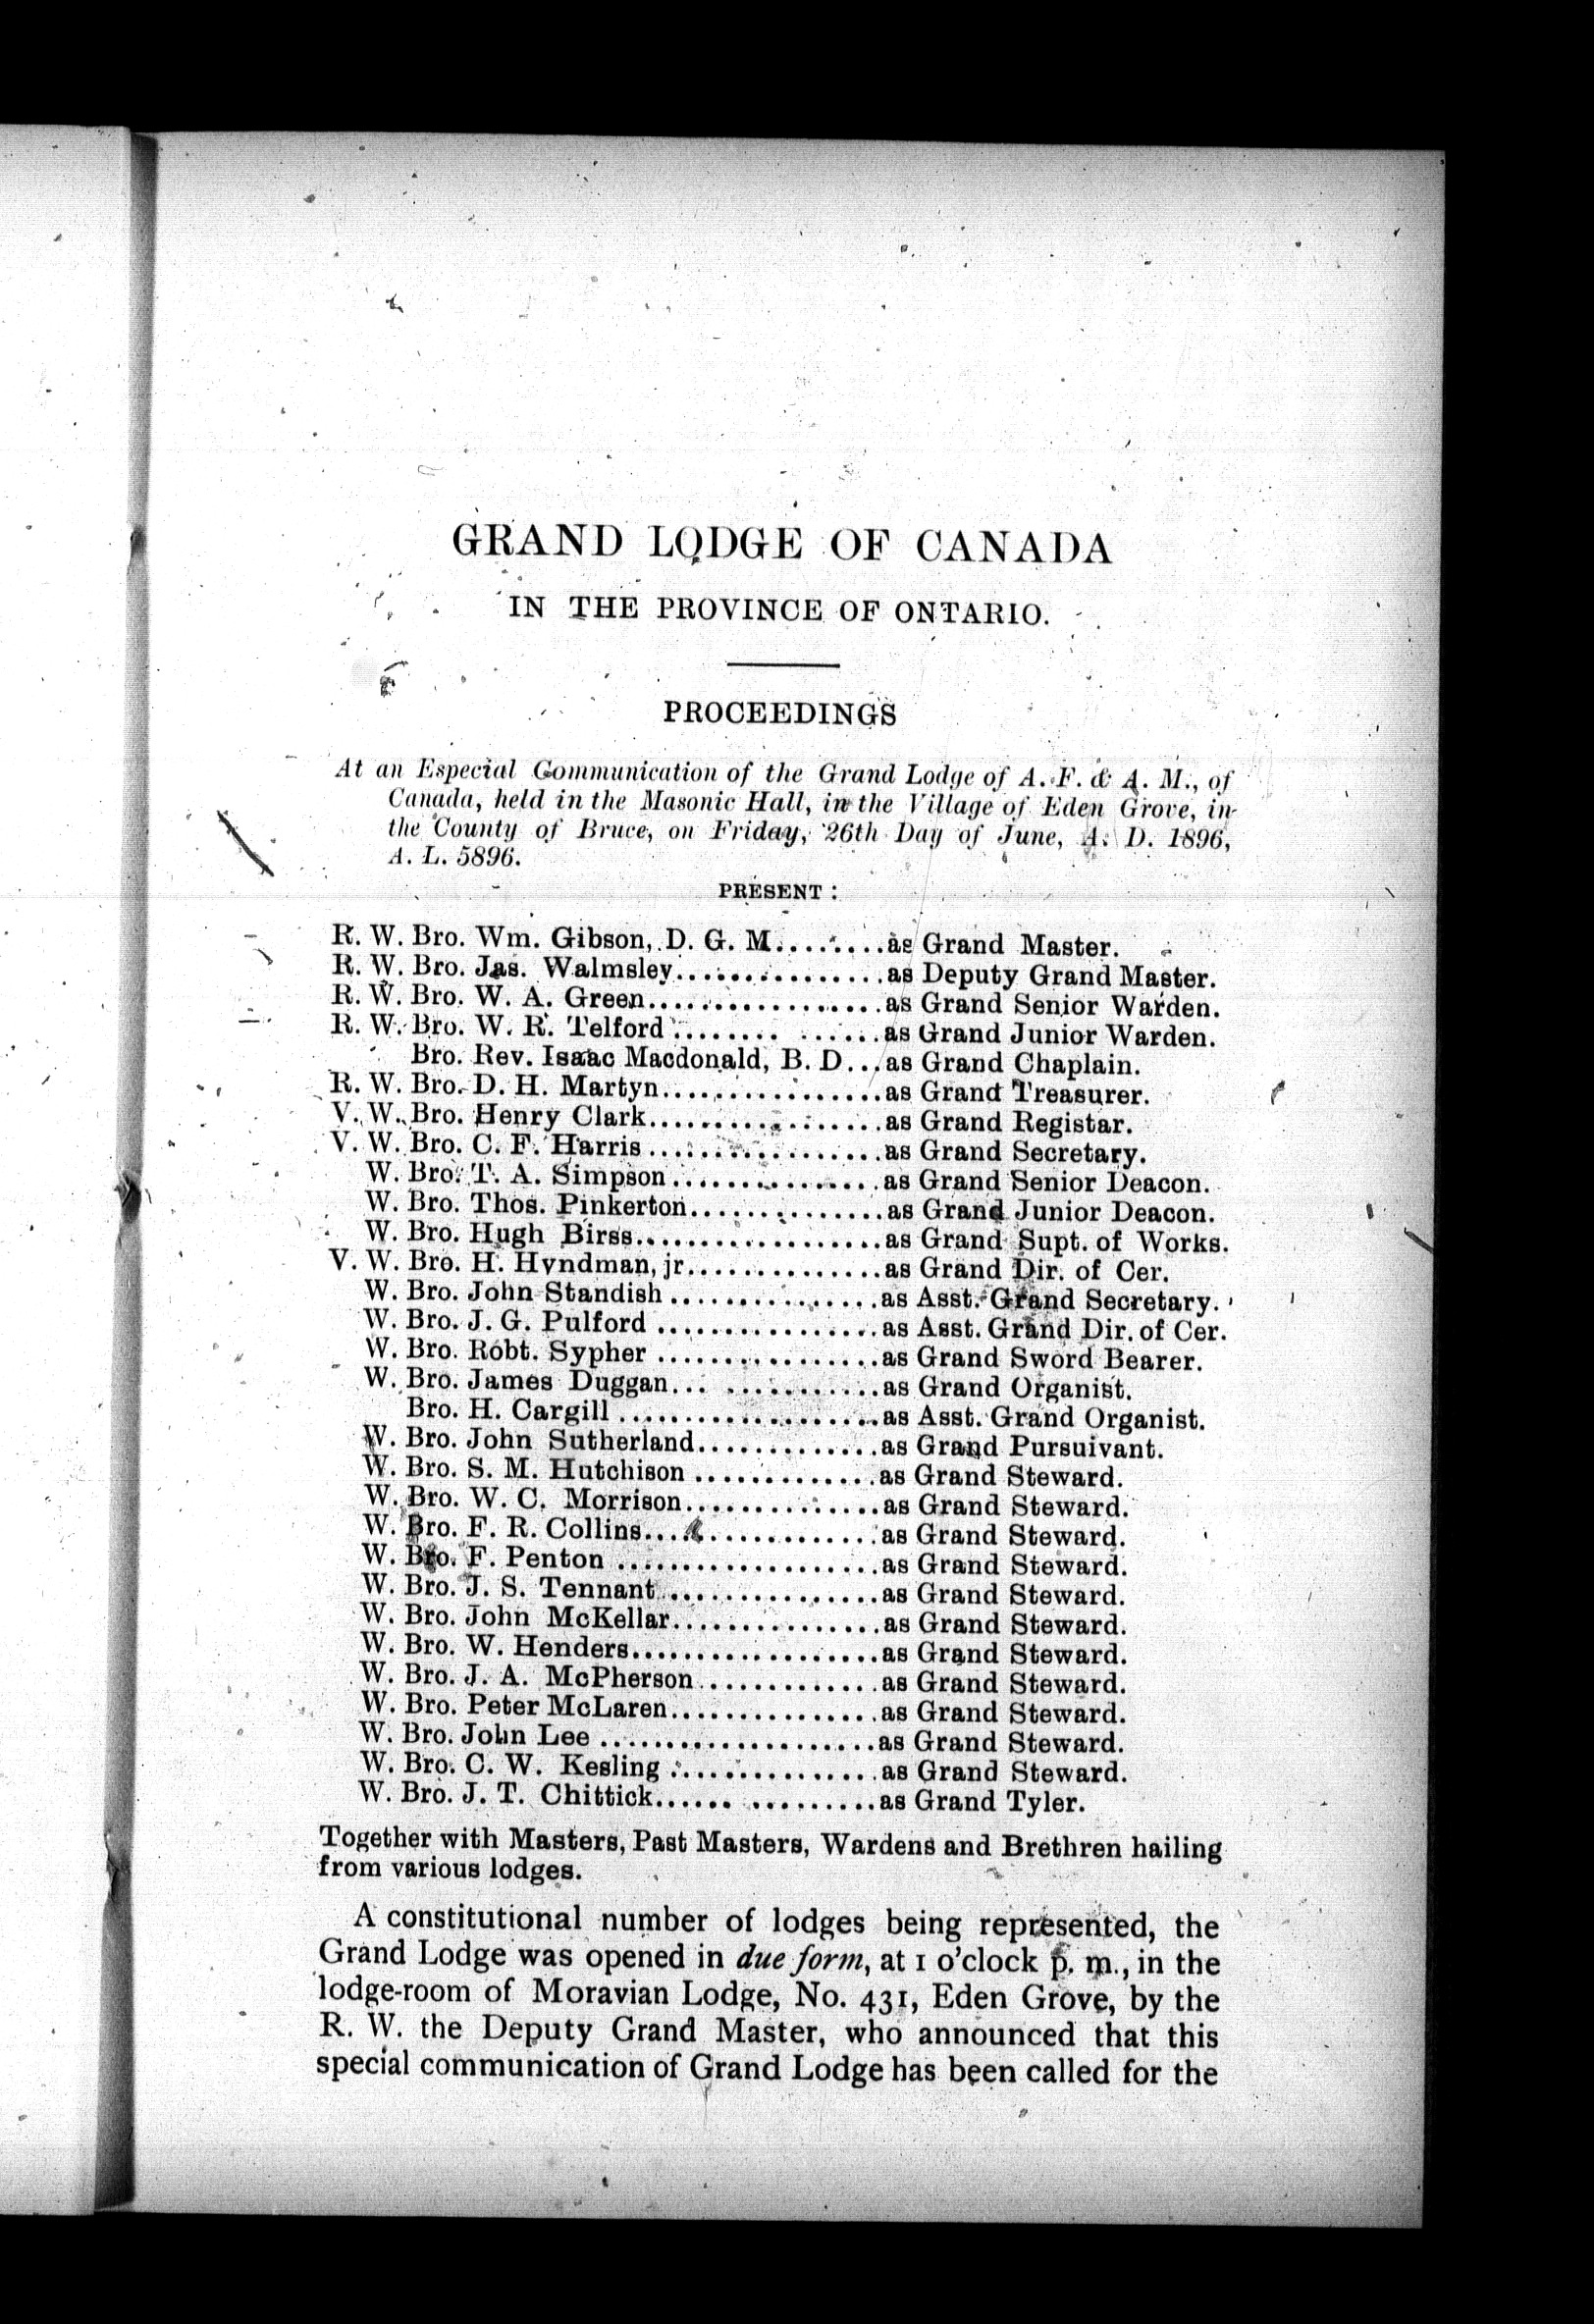 GRAND LODGE OF CANADA
IN THE PROVINCE OF ONTARIO.
PROCEEDINGS
At an Especial Communication of the Grand Lodge of A. F. & A. M., of
Canada, held in the Masonic Hall, in the Village of Eden Grove, in
the County of Bruce, on Friday, 26th Day of June, A. D. 1896,
A. L. 5896.
PRESENT:
R. W. Bro. Wm. Gibson, D. G. M.........as Grand Master.
R. W. Bro. Jas. Walmsley................as Deputy Grand Master.
R. W. Bro. W. A. Green..................as Grand Senior Warden.
R. W. Bro. W. R. Telford ........ ......as Grand Junior Warden.
Bro. Rev. Isaac Macdonald, B. D...as Grand Chaplain.
R. W. Bro. D. H. Martyn.................as Grand Treasurer.
V. W. Bro. Henry Clark..................as Grand Registar.
V. W. Bro. C. F. Harris..................as Grand Secretary.
W. Bro. T. A. Simpson................as Grand Senior Deacon.
W. Bro. Thos. Pinkerton...............as Grand Junior Deacon.
W. Bro. Hugh Birss...................as Grand Supt. of Works.
V. W. Bro. H. Hyndman, jr...............as Grand Dir. of Cer.
W. Bro. John Standish................as Asst. Grand Secretary.
W. Bro. J. G. Pulford .................as Asst. Grand Dir. of Cer.
W. Bro. Robt. Sypher .................as Grand Sword Bearer.
W. Bro. James Duggan... ............as Grand Organist.
Bro. H. Cargill ....................as Asst. Grand Organist.
W. Bro. John Sutherland..............as Grand Pursuivant.
W. Bro. S. M. Hutchison ..............as Grand Steward.
W. Bro. W. C. Morrison...............as Grand Steward.
W. Bro. F. R. Collins..................as Grand Steward.
W. Bro. F. Penton ....................as Grand Steward.
W. Bro. J. S. Tennant................as Grand Steward.
W. Bro. John McKellar................as Grand Steward.
W. Bro. W. Henders...................as Grand Steward.
W. Bro. J. A. McPherson..............as Grand Steward.
W. Bro. Peter McLaren................as Grand Steward.
W. Bro. John Lee .....................as Grand Steward.
W. Bro. C. W. Kesling ................as Grand Steward.
W. Bro. J. T. Chittick...... ..........as Grand Tyler.
Together with Masters, Past Masters, Wardens and Brethren hailing
from various lodges.
A constitutional number of lodges being represented, the
Grand Lodge was opened in due form, at 1 o'clock p. m., in the
lodge-room of Moravian Lodge, No. 431, Eden Grove, by the
R. W. the Deputy Grand Master, who announced that this
special communication of Grand Lodge has been called for the